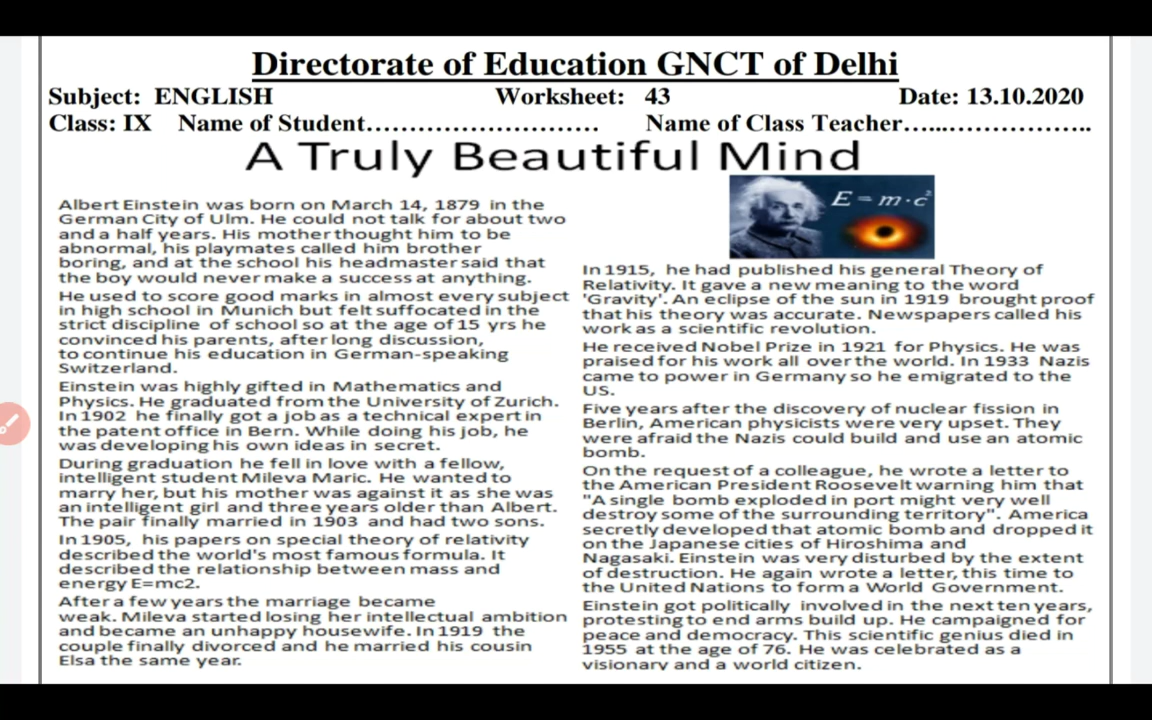 Directorate of Education GNCT of Delhi
Subject: ENGLISH Worksheet: 43 Date: 13.10.2020
Class: IX Name of Student……………………… Name of Class Teacher…...……………..
A Truly Beautiful Mind
Albert Einstein was born on March 14, 1879 in the
German City of Ulm. He could not talk for about two
and a half years. His mother thought him to be
abnormal, his playmates called him brother
boring, and at the school his headmaster said that
the boy would never make a success at anything.
He used to score good marks in almost every subject
in high school in Munich but felt suffocated in the
strict discipline of school so at the age of 15 yrs he
convinced his parents, after long discussion,
to continue his education in German-speaking
Switzerland.
Einstein was highly gifted in Mathematics and
Physics. He graduated from the University of Zurich.
In 1902 he finally got a job as a technical expert in
the patent office in Bern. While doing his job, he
was developing his own ideas in secret.
During graduation he fell in love with a fellow,
intelligent student Mileva Maric. He wanted to
marry her, but his mother was against it as she was
an intelligent girl and three years older than Albert.
The pair finally married in 1903 and had two sons.
In 1905, his papers on special theory of relativity
described the world's most famous formula. It
described the relationship between mass and
energy E=mc2.
After a few years the marriage became
weak. Mileva started losing her intellectual ambition
and became an unhappy housewife. In 1919 the
couple finally divorced and he married his cousin
Elsa the same year.
E=m·c²
In 1915, he had published his general Theory of
Relativity. It gave a new meaning to the word
'Gravity'. An eclipse of the sun in 1919 brought proof
that his theory was accurate. Newspapers called his
work as a scientific revolution.
He received Nobel Prize in 1921 for Physics. He was
praised for his work all over the world. In 1933 Nazis
came to power in Germany so he emigrated to the
US.
Five years after the discovery of nuclear fission in
Berlin, American physicists were very upset. They
were afraid the Nazis could build and use an atomic
bomb.
On the request of a colleague, he wrote a letter to
the American President Roosevelt warning him that
"A single bomb exploded in port might very well
destroy some of the surrounding territory". America
secretly developed that atomic bomb and dropped it
on the Japanese cities of Hiroshima and
Nagasaki. Einstein was very disturbed by the extent
of destruction. He again wrote a letter, this time to
the United Nations to form a World Government.
Einstein got politically involved in the next ten years,
protesting to end arms build up. He campaigned for
peace and democracy. This scientific genius died in
1955 at the age of 76. He was celebrated as a
visionary and a world citizen.